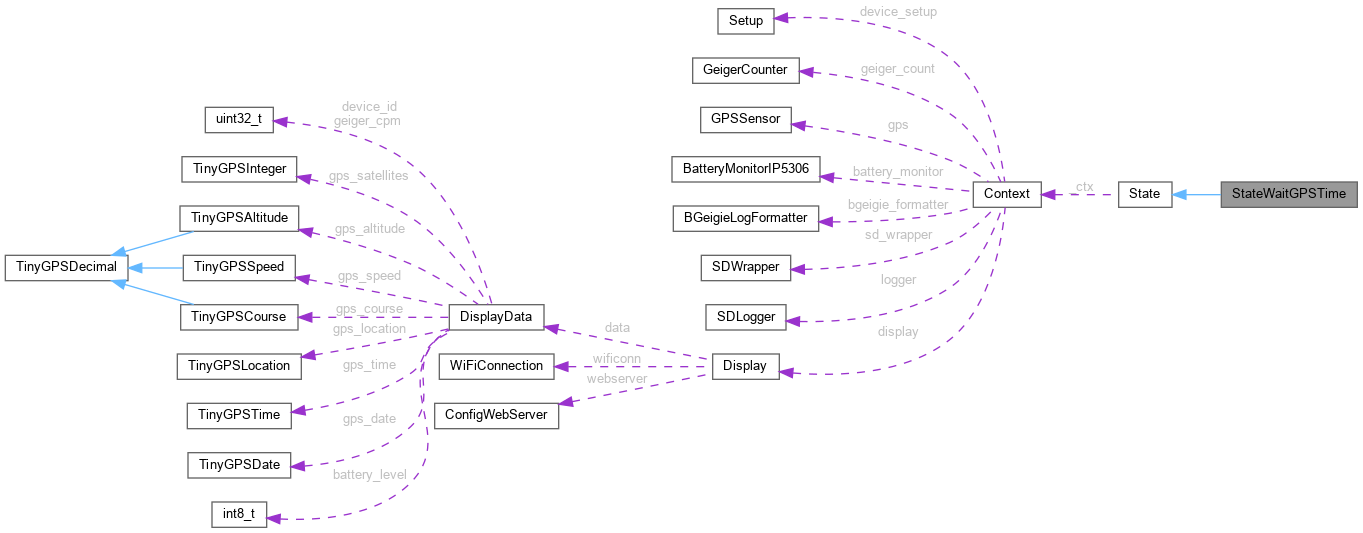 device_setup
Setup
geiger_count
GeigerCounter
device_id
geiger_cpm
uint32_t
gps
GPSSensor
TinyGPSInteger
gps_satellites
BatteryMonitorIP5306
battery_monitor
Context
ctx
State
StateWaitGPSTime
TinyGPSAltitude
gps_altitude
BGeigieLogFormatter
bgeigie_formatter
sd_wrapper
TinyGPSDecimal
TinyGPSSpeed
gps_speed
SDWrapper
logger
TinyGPSCourse
gps_course
DisplayData
SDLogger
gps_location
data
display
TinyGPSLocation
gps_time
WiFiConnection
wificonn
Display
webserver
TinyGPSTime
gps_date
ConfigWebServer
TinyGPSDate
battery_level
int8_t